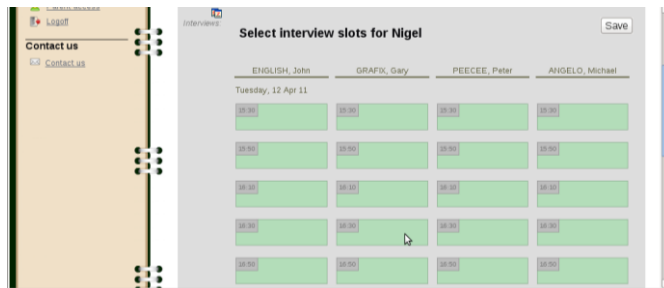 Parent access
Logoff
Contact us
Contact us
Interviews:
Select interview slots for Nigel
Save
ENGLISH, John GRAFIX, Gary PEECEE, Peter ANGELO, Michael
Tuesday, 12 Apr 11
15:30 15:30 15:30 15:30
15:50 15:50 15:50 15:50
16:10 16:10 16:10 16:10
16:30 16:30 16:30 16:30
16:50 16:50 16:50 16:50